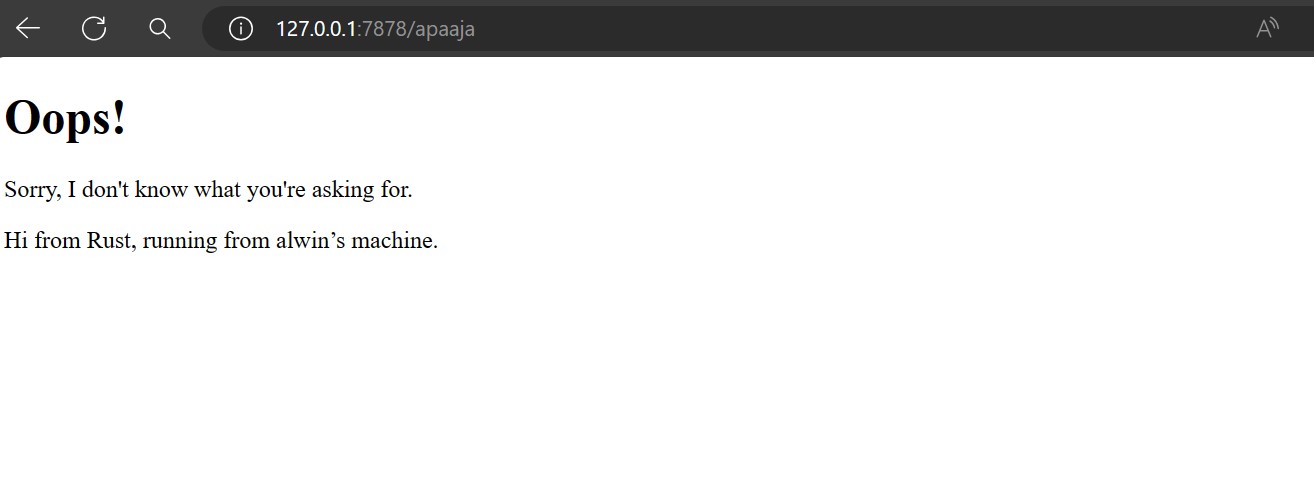 127.0.0.1:7878/apaaja
Oops!
Sorry, I don't know what you're asking for.
Hi from Rust, running from alwin’s machine.